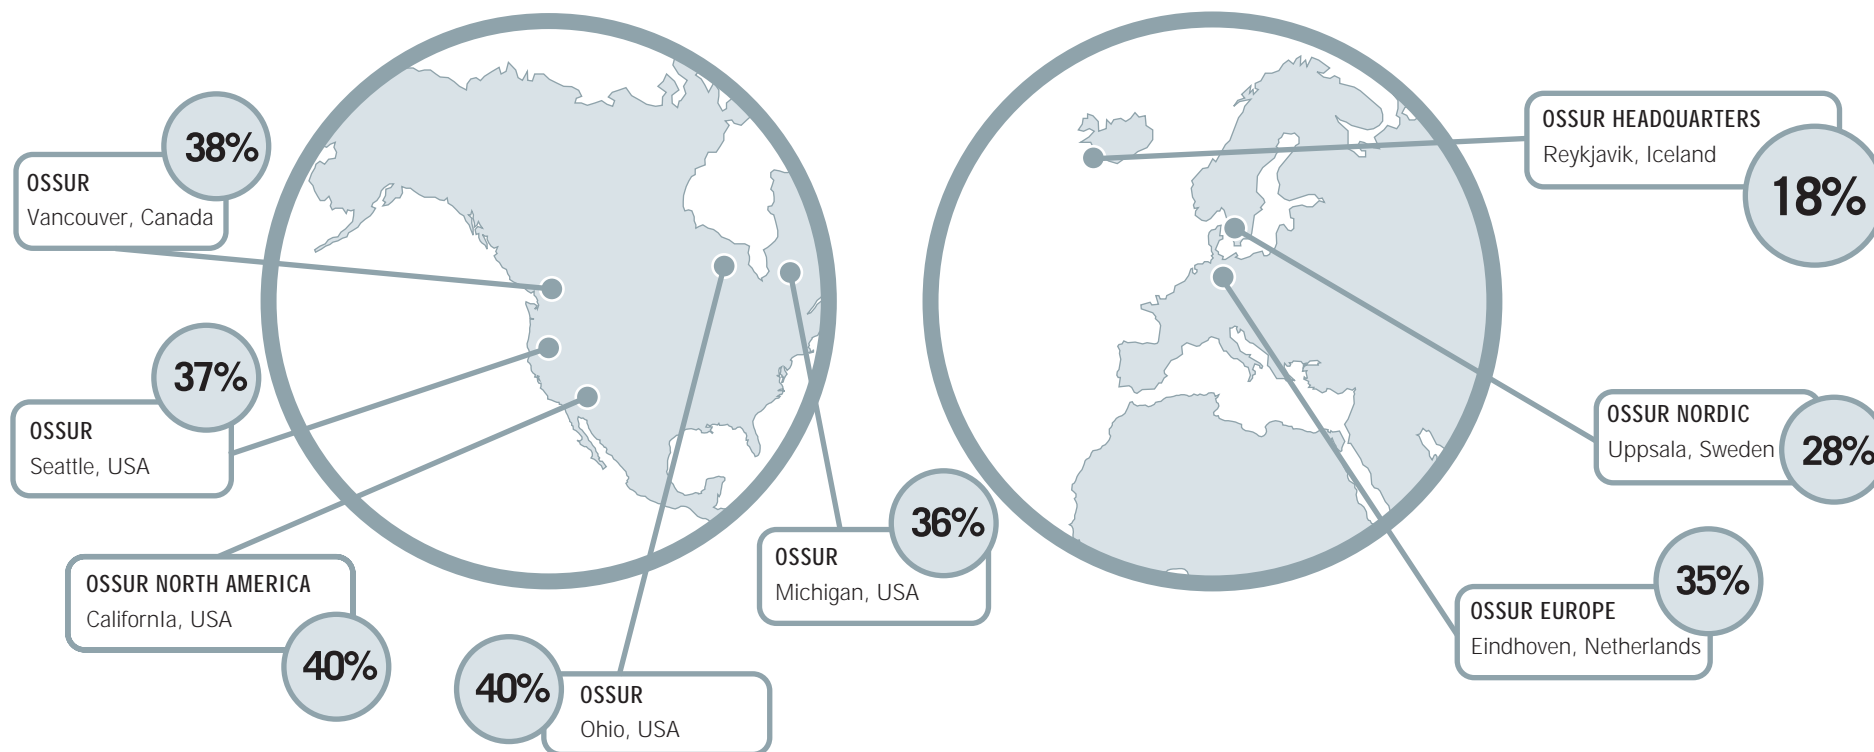 38%
OSSUR
Vancouver, Canada
37%
OSSUR
Seattle, USA
OSSUR NORTH AMERICA
CalifornIa, USA
40%
40%
OSSUR
Ohio, USA
36%
OSSUR
Michigan, USA
OSSUR HEADQUARTERS
Reykjavik, Iceland
18%
OSSUR NORDIC
Uppsala, Sweden
28%
35%
OSSUR EUROPE
Eindhoven, Netherlands